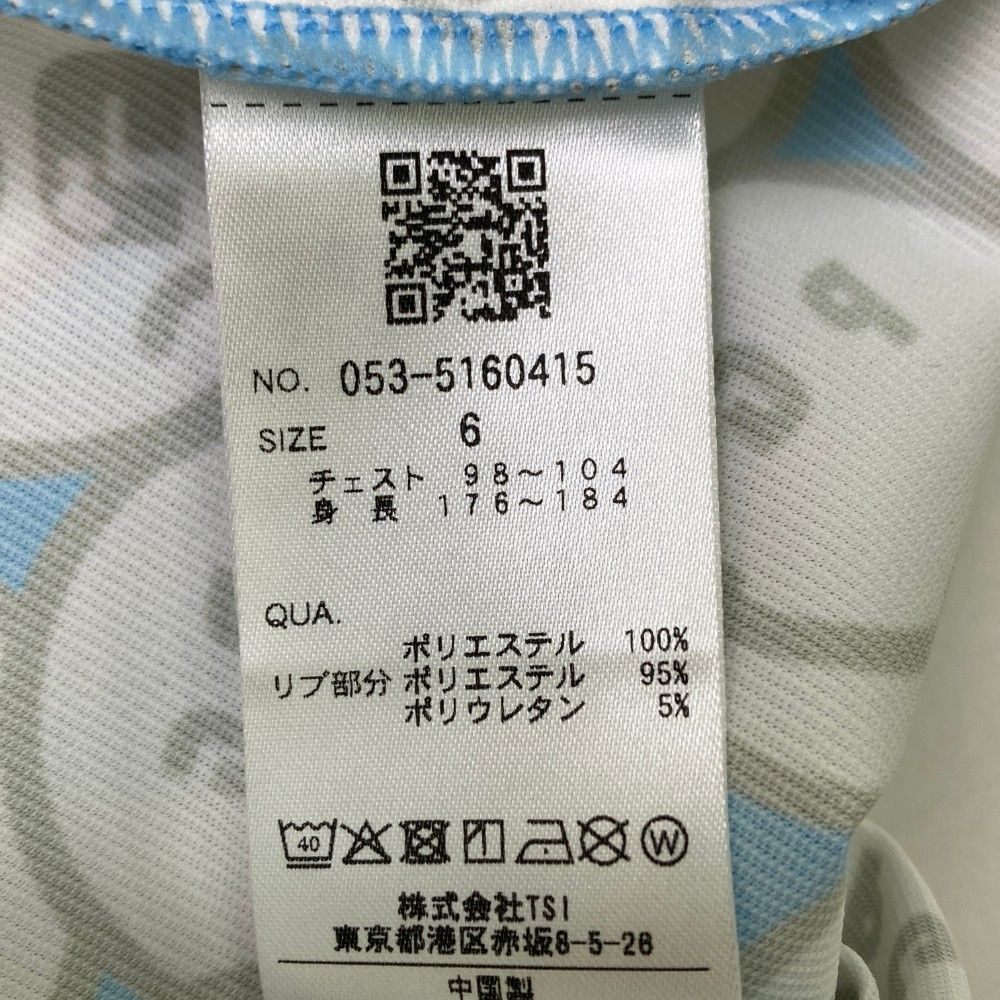 NO. 053-5160415
SIZE 6
チェスト 98～104
身長 176～184
QUA.
ポリエステル 100%
リブ部分 ポリエステル 95%
ポリウレタン 5%
40
W
株式会社TSI
東京都港区赤坂8-5-28
中国製